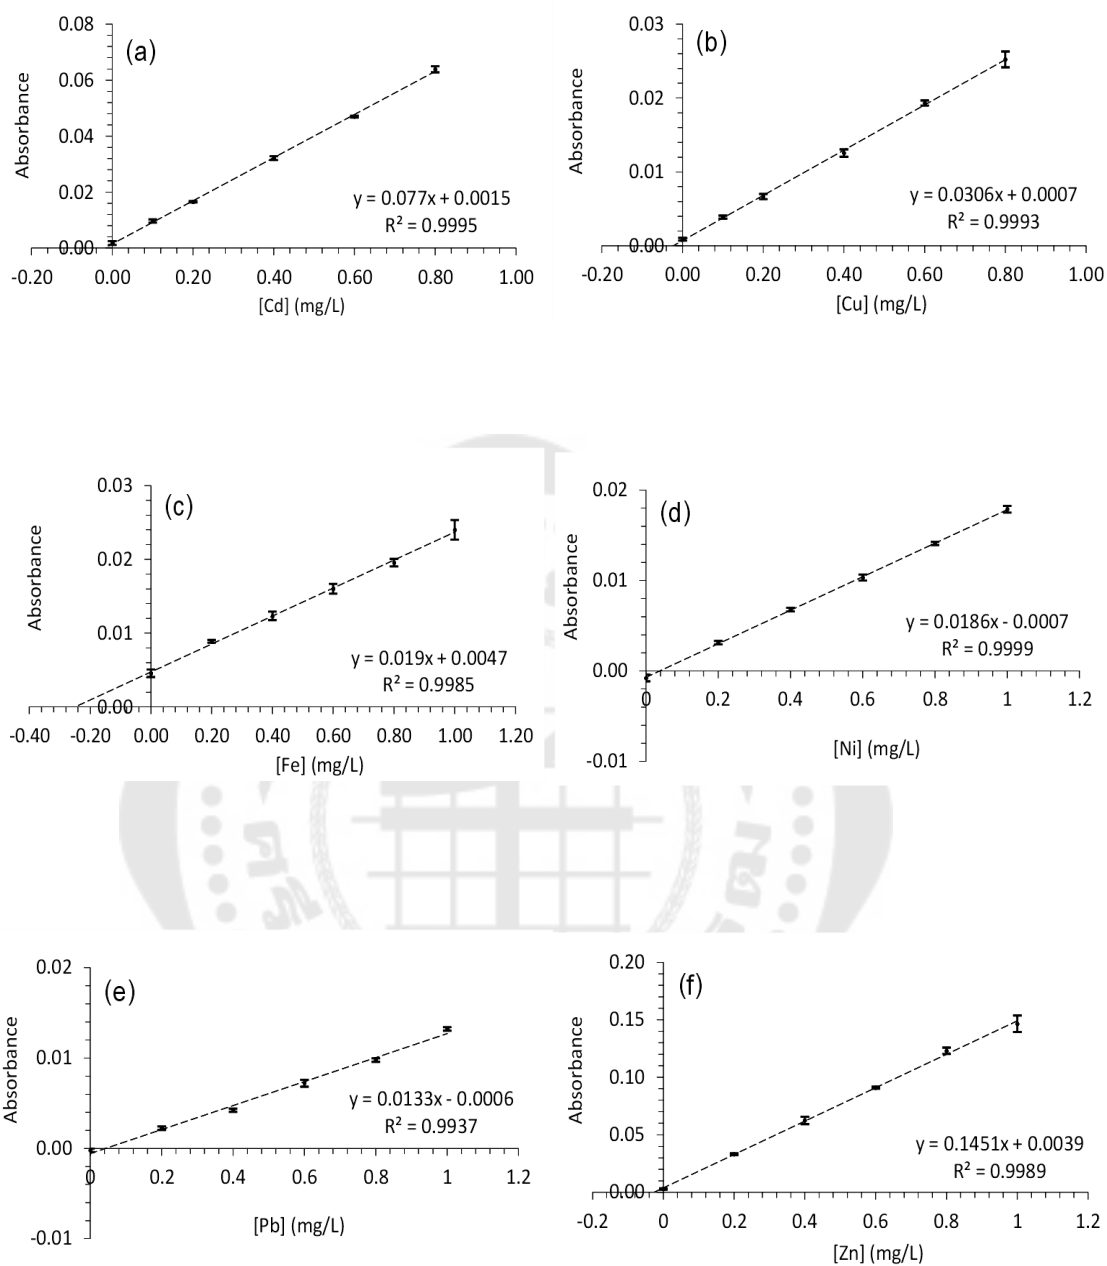 (a)
Absorbance
0.08
0.06
0.04
0.02
0.00
y = 0.077x + 0.0015
R² = 0.9995
-0.20 0.00 0.20 0.40 0.60 0.80 1.00
[Cd] (mg/L)
(b)
Absorbance
0.03
0.02
0.01
0.00
y = 0.0306x + 0.0007
R² = 0.9993
-0.20 0.00 0.20 0.40 0.60 0.80 1.00
[Cu] (mg/L)
(c)
Absorbance
0.03
0.02
0.01
0.00
y = 0.019x + 0.0047
R² = 0.9985
-0.40 -0.20 0.00 0.20 0.40 0.60 0.80 1.00 1.20
[Fe] (mg/L)
(d)
Absorbance
0.02
0.01
0.00
-0.01
y = 0.0186x - 0.0007
R² = 0.9999
0 0.2 0.4 0.6 0.8 1 1.2
[Ni] (mg/L)
(e)
Absorbance
0.02
0.01
0.00
-0.01
y = 0.0133x - 0.0006
R² = 0.9937
0 0.2 0.4 0.6 0.8 1 1.2
[Pb] (mg/L)
(f)
Absorbance
0.20
0.15
0.10
0.05
0.00
y = 0.1451x + 0.0039
R² = 0.9989
-0.2 0 0.2 0.4 0.6 0.8 1 1.2
[Zn] (mg/L)